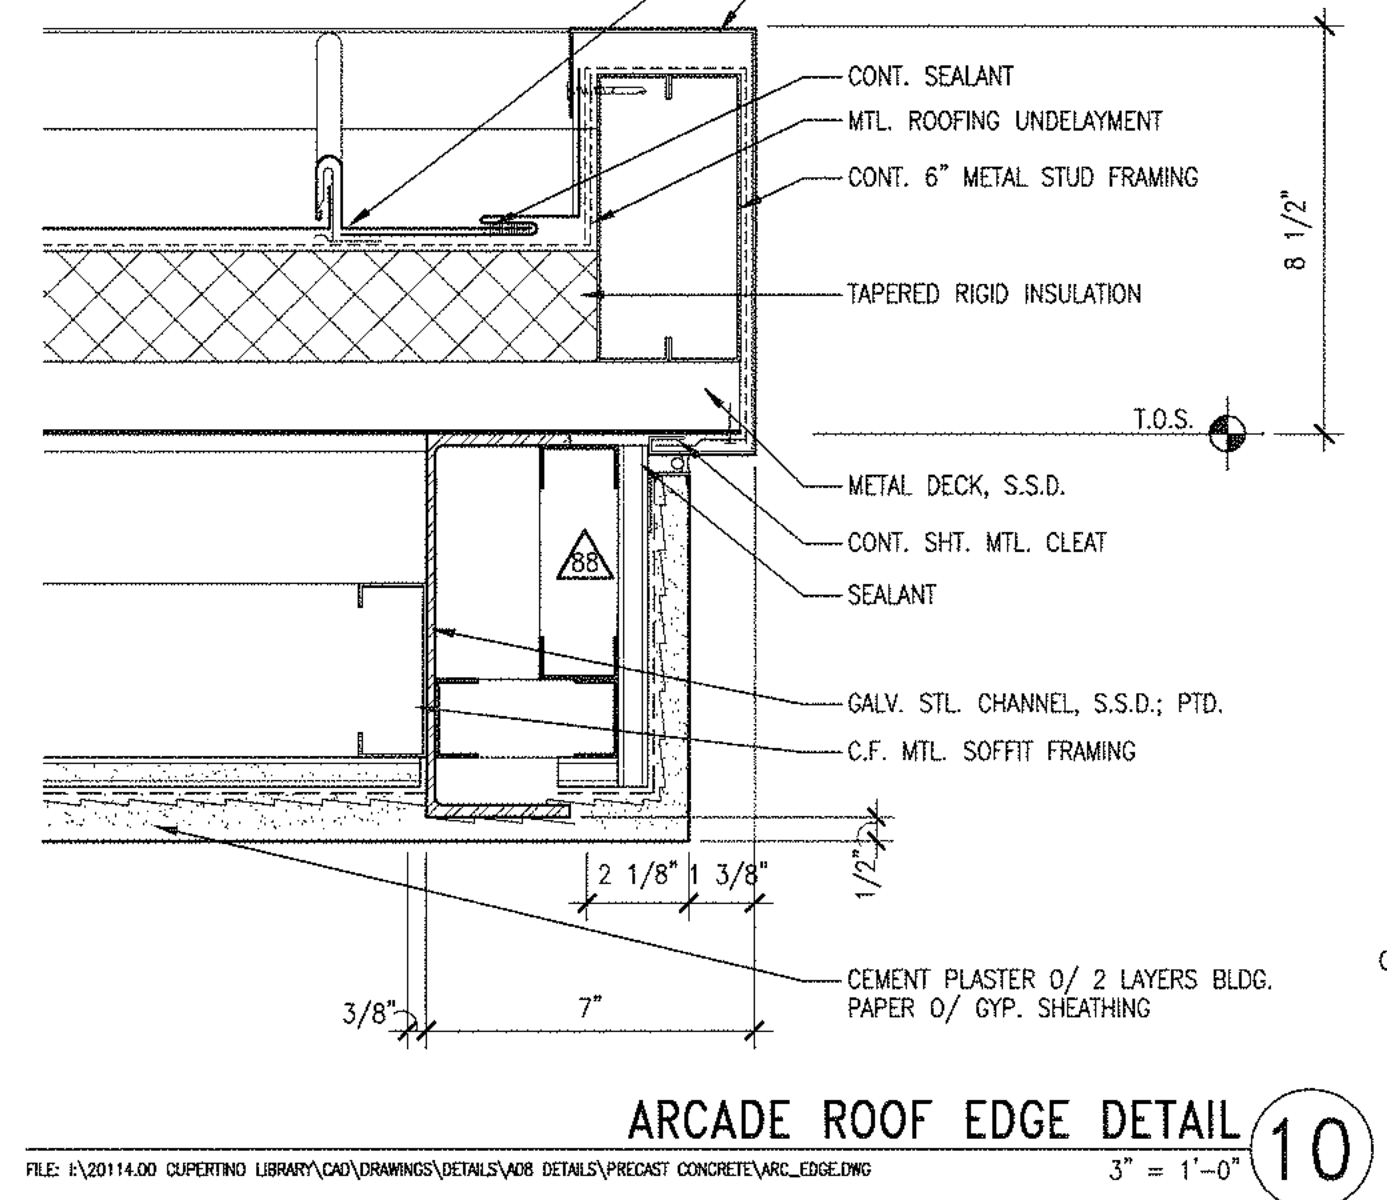 CONT. SEALANT
MTL. ROOFING UNDELAYMENT
CONT. 6" METAL STUD FRAMING
8 1/2"
TAPERED RIGID INSULATION
T.O.S.
METAL DECK, S.S.D.
CONT. SHT. MTL. CLEAT
88
SEALANT
GALV. STL. CHANNEL, S.S.D.; PTD.
C.F. MTL. SOFFIT FRAMING
1/2"
2 1/8" 1 3/8"
CEMENT PLASTER O/ 2 LAYERS BLDG.
PAPER O/ GYP. SHEATHING
3/8" 7"
ARCADE ROOF EDGE DETAIL 10
FILE: I:\20114.00 CUPERTINO LIBRARY\CAD\DRAWINGS\DETAILS\A08 DETAILS\PRECAST CONCRETE\ARC_EDGE.DWG 3" = 1'-0"